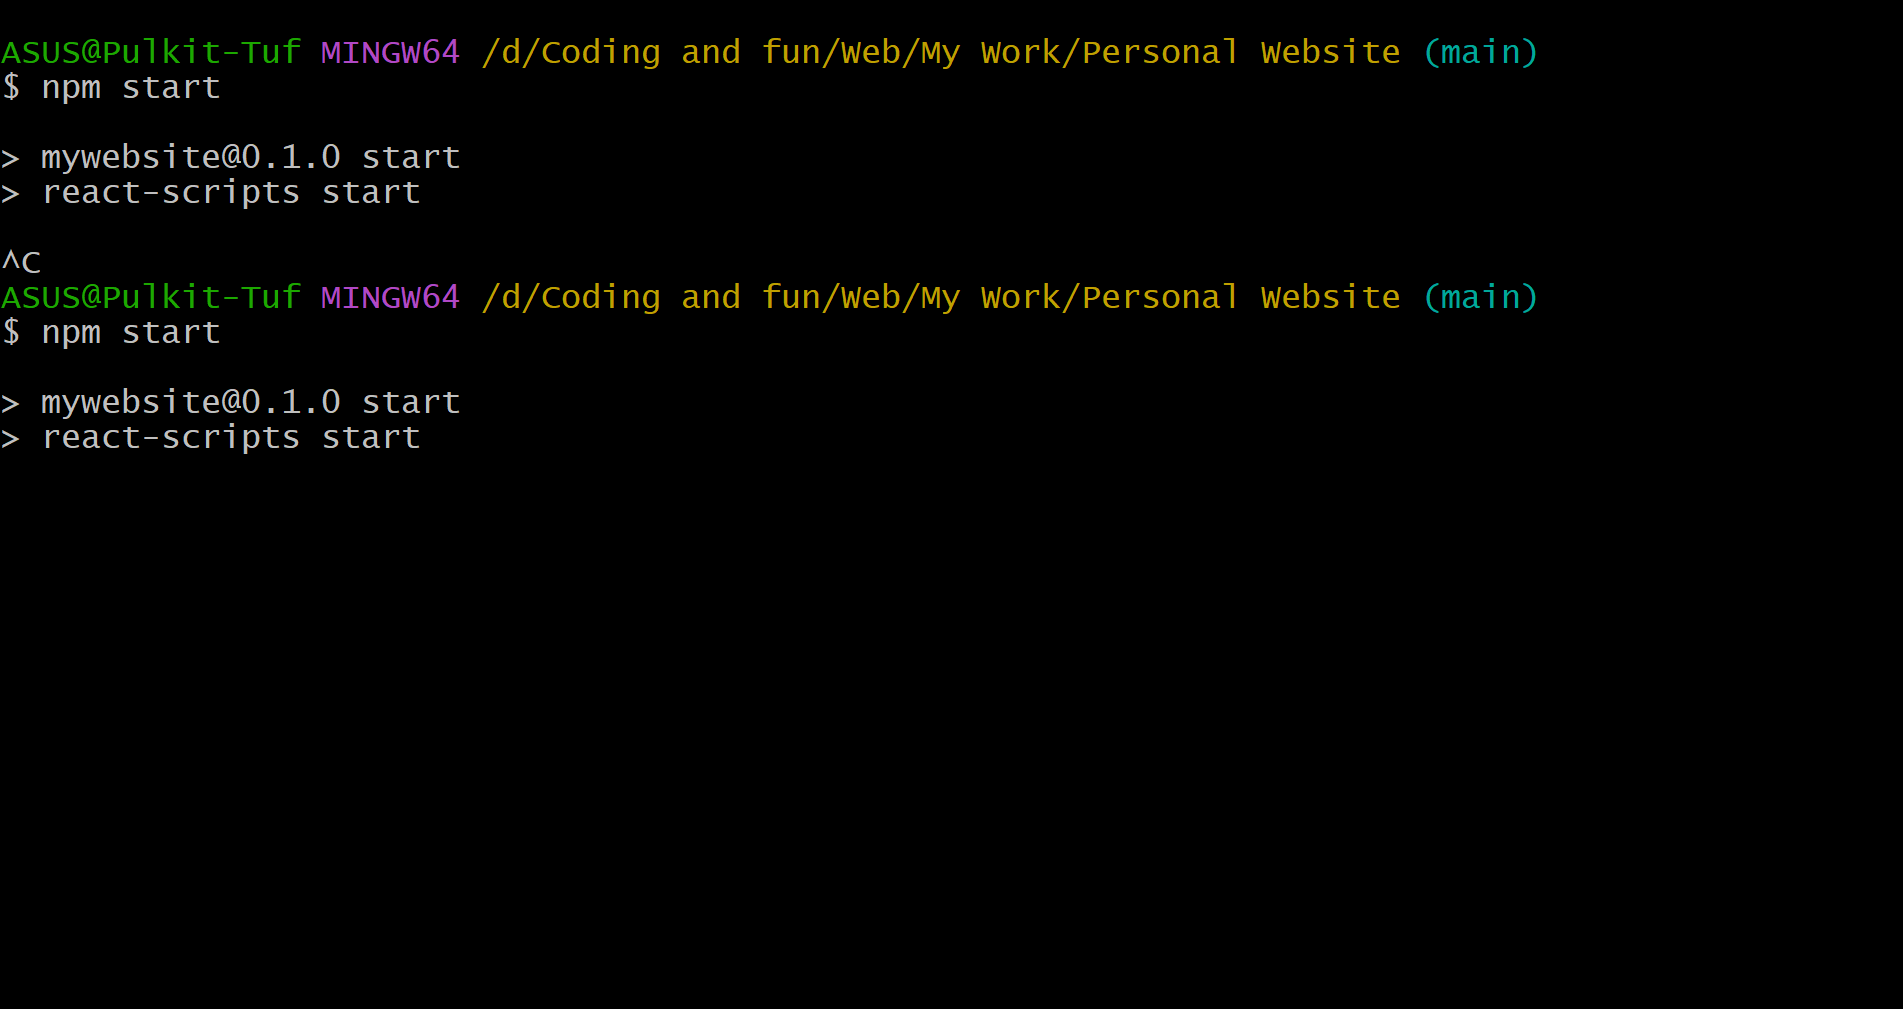 ASUS@Pulkit-Tuf MINGW64 /d/Coding and fun/Web/My Work/Personal Website (main)
$ npm start
> mywebsite@0.1.0 start
> react-scripts start
^C
ASUS@Pulkit-Tuf MINGW64 /d/Coding and fun/Web/My Work/Personal Website (main)
$ npm start
> mywebsite@0.1.0 start
> react-scripts start